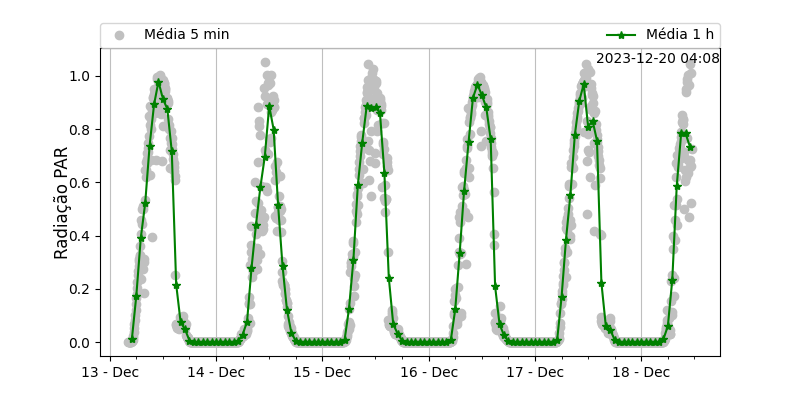 Média 5 min
Média 1 h
2023-12-20 04:08
Radiação PAR
1.0
0.8
0.6
0.4
0.2
0.0
13 - Dec
14 - Dec
15 - Dec
16 - Dec
17 - Dec
18 - Dec